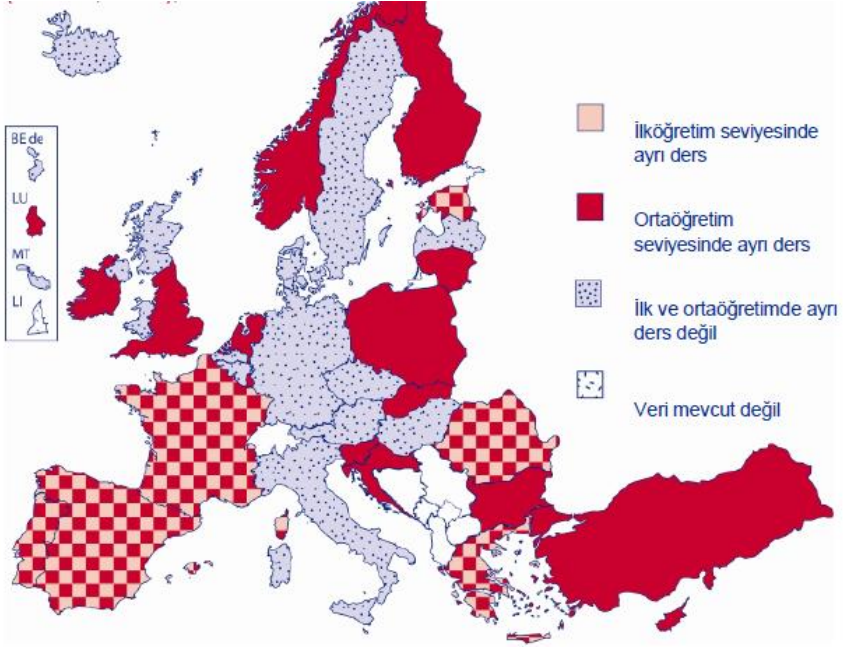 BE de
LU
MT
LI
İlköğretim seviyesinde
ayrı ders
Ortaöğretim
seviyesinde ayrı ders
İlk ve ortaöğretimde ayrı
ders değil
Veri mevcut değil